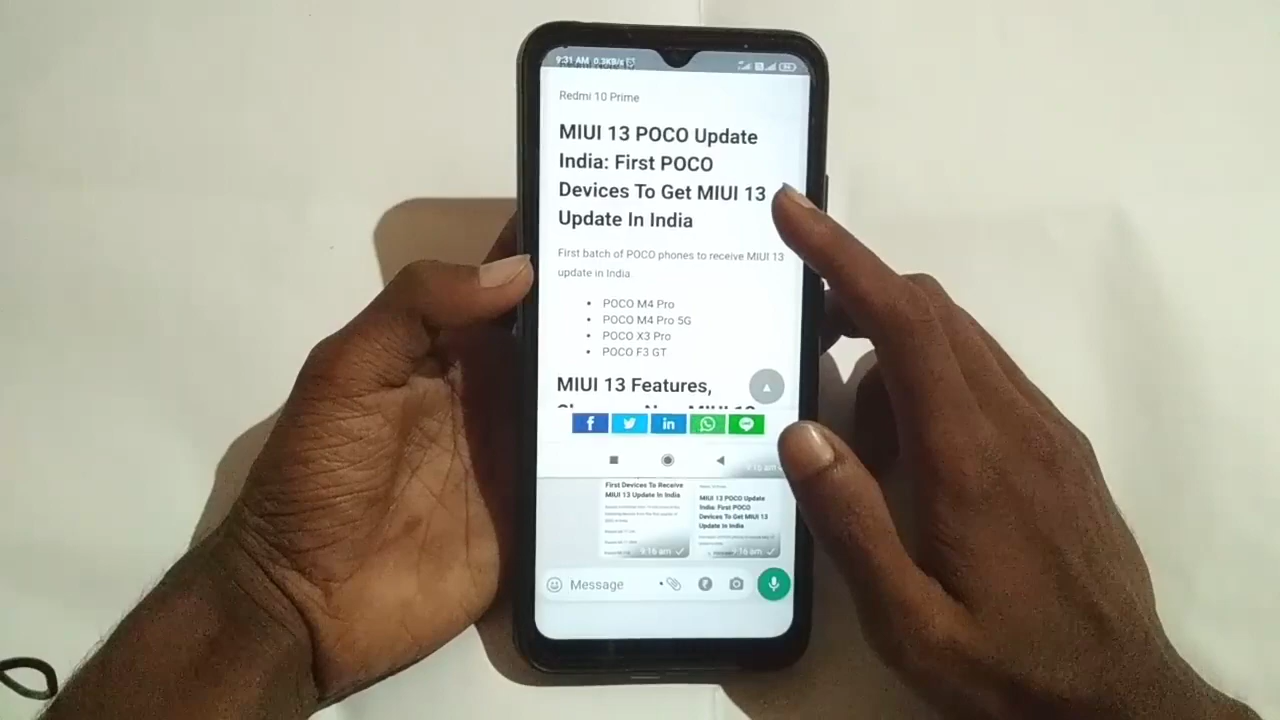 9:31 AM 0.3KB/s
Redmi 10 Prime
MIUI 13 POCO Update
India: First POCO
Devices To Get MIUI 13
Update In India
First batch of POCO phones to receive MIUI 13
update in India
• POCO M4 Pro
• POCO M4 Pro 5G
• POCO X3 Pro
• POCO F3 GT
MIUI 13 Features,
9:16 am
First Devices To Receive
MIUI 13 Update In India
9:16 am
MIUI 13 POCO Update
India: First POCO
Devices To Get MIUI 13
Update In India
9:16 am
Message